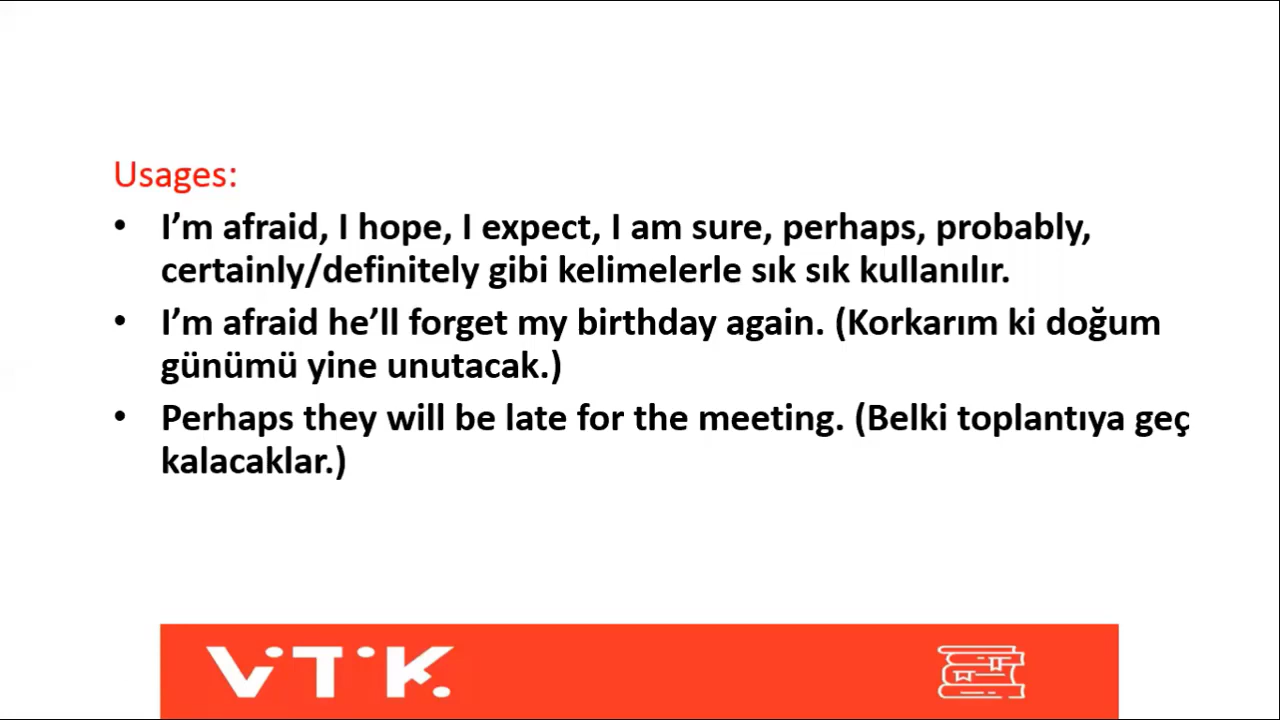 Usages:
• I’m afraid, I hope, I expect, I am sure, perhaps, probably,
certainly/definitely gibi kelimelerle sık sık kullanılır.
• I’m afraid he’ll forget my birthday again. (Korkarım ki doğum
günümü yine unutacak.)
• Perhaps they will be late for the meeting. (Belki toplantıya geç
kalacaklar.)
ViTiK.